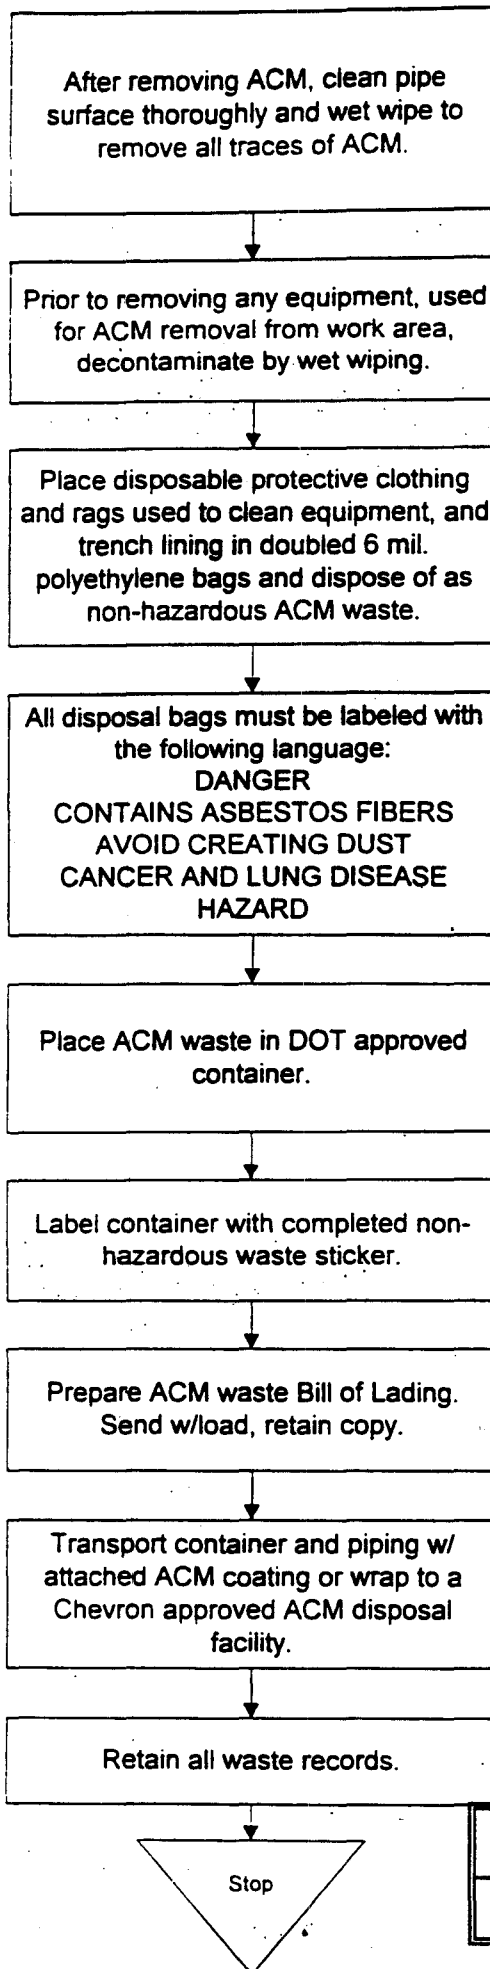 After removing ACM, clean pipe
surface thoroughly and wet wipe to
remove all traces of ACM.
Prior to removing any equipment, used
for ACM removal from work area,
decontaminate by wet wiping.
Place disposable protective clothing
and rags used to clean equipment, and
trench lining in doubled 6 mil.
polyethylene bags and dispose of as
non-hazardous ACM waste.
All disposal bags must be labeled with
the following language:
DANGER
CONTAINS ASBESTOS FIBERS
AVOID CREATING DUST
CANCER AND LUNG DISEASE
HAZARD
Place ACM waste in DOT approved
container.
Label container with completed non-
hazardous waste sticker.
Prepare ACM waste Bill of Lading.
Send w/load, retain copy.
Transport container and piping w/
attached ACM coating or wrap to a
Chevron approved ACM disposal
facility.
Retain all waste records.
Stop